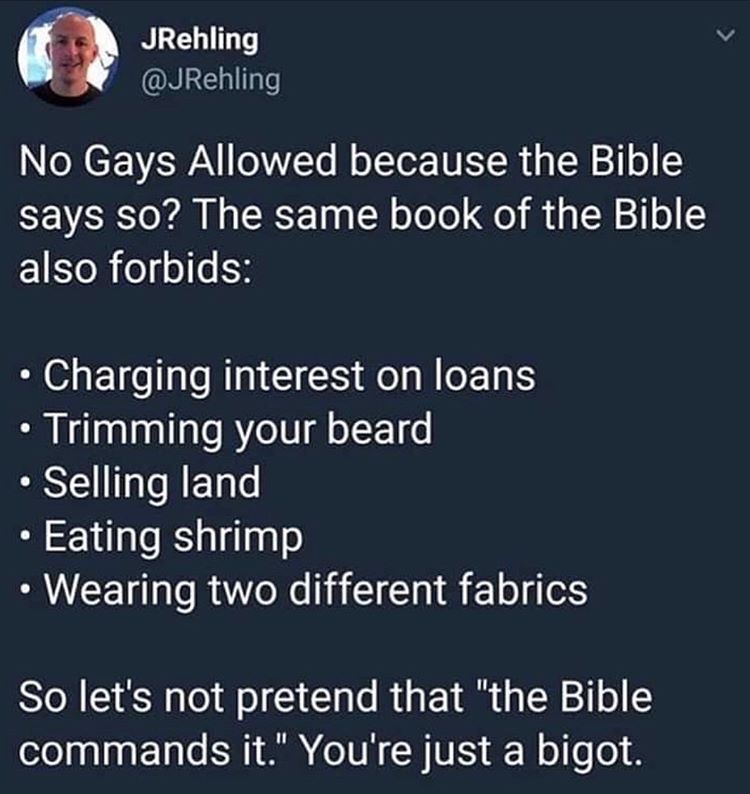 JRehling
@JRehling
No Gays Allowed because the Bible
says so? The same book of the Bible
also forbids:
• Charging interest on loans
• Trimming your beard
• Selling land
• Eating shrimp
• Wearing two different fabrics
So let's not pretend that "the Bible
commands it." You're just a bigot.